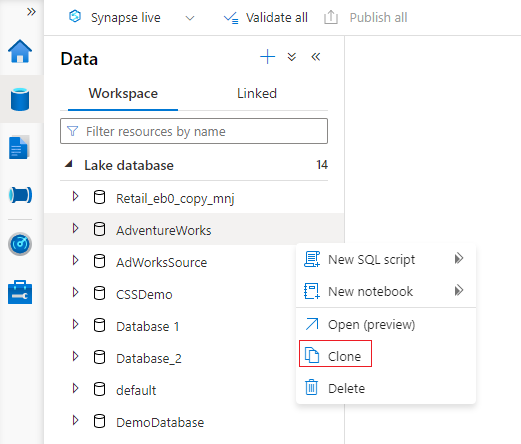 »
Synapse live
Validate all
Publish all
Data
«
Workspace
Linked
Filter resources by name
Lake database
14
Retail_eb0_copy_mnj
AdventureWorks
AdWorksSource
CSSDemo
Database 1
Database_2
default
DemoDatabase
New SQL script
New notebook
Open (preview)
Clone
Delete